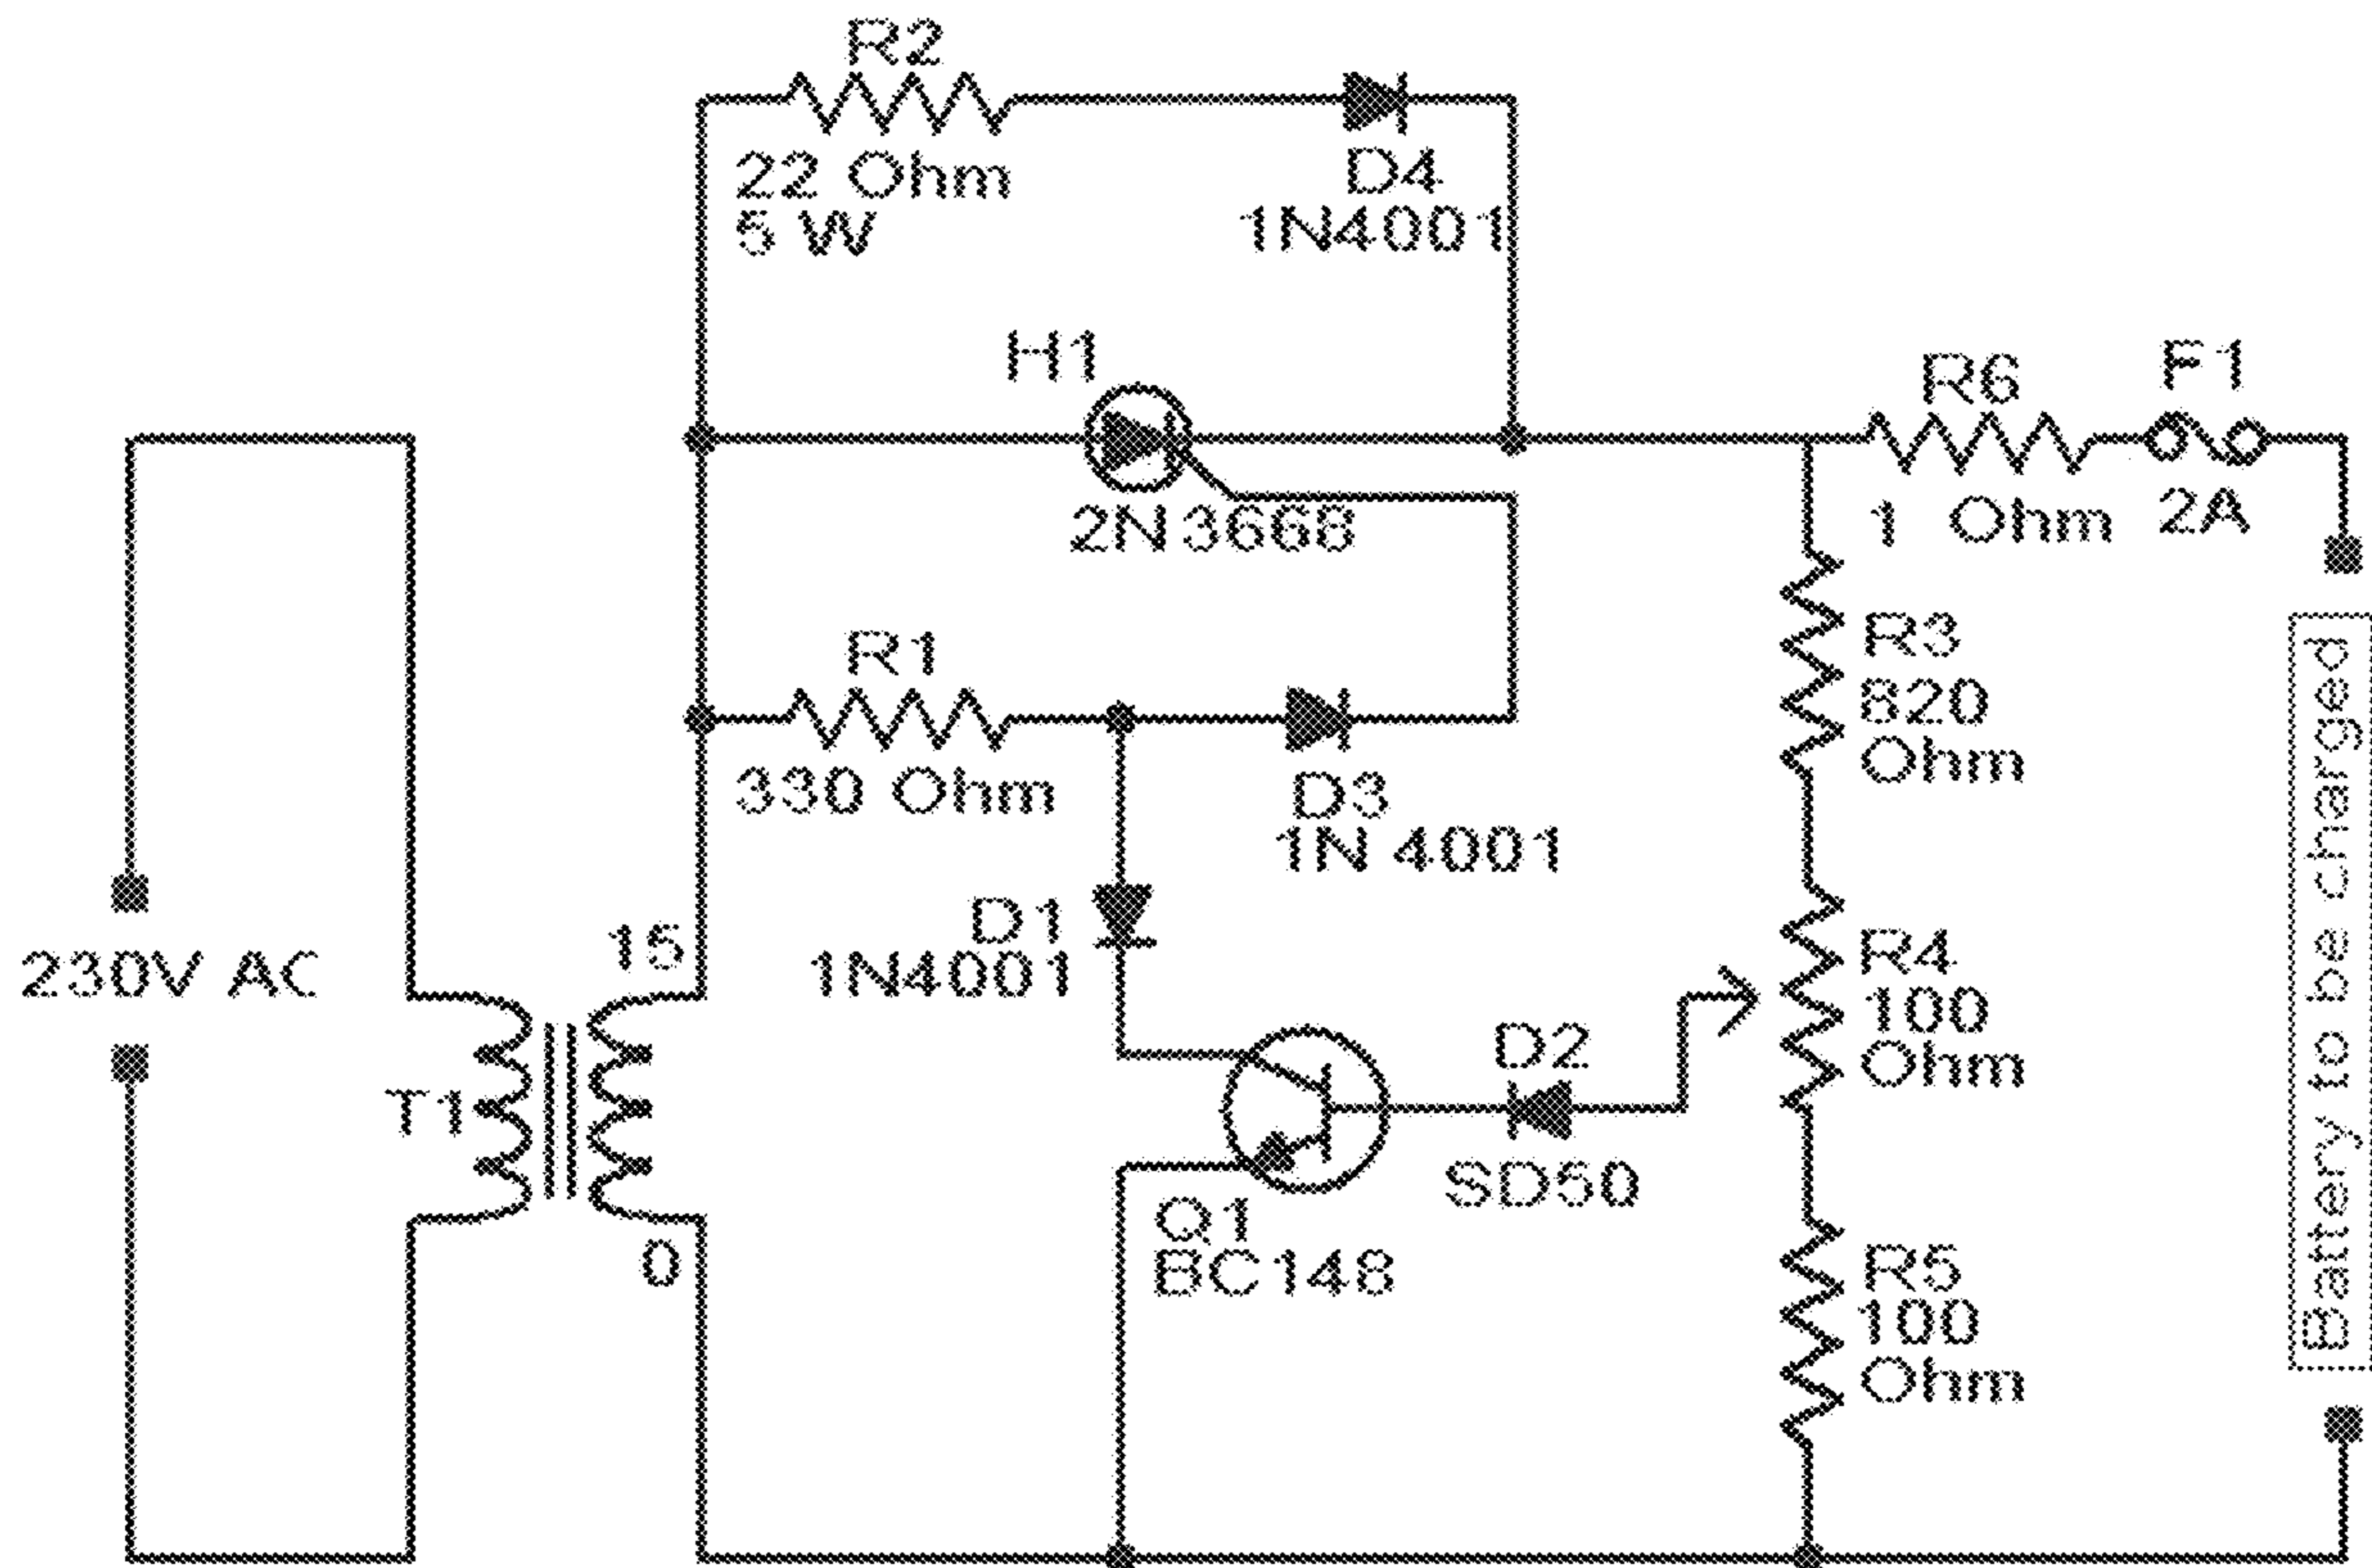 R2
22 Ohm
5 W
D4
1N4001
H1
2N3668
R6
1 Ohm
F1
2A
R1
330 Ohm
D3
1N4001
R3
820
Ohm
D1
1N4001
230V AC
15
T1
0
D2
SD50
Q1
BC148
R4
100
Ohm
R5
100
Ohm
Battery to be charged